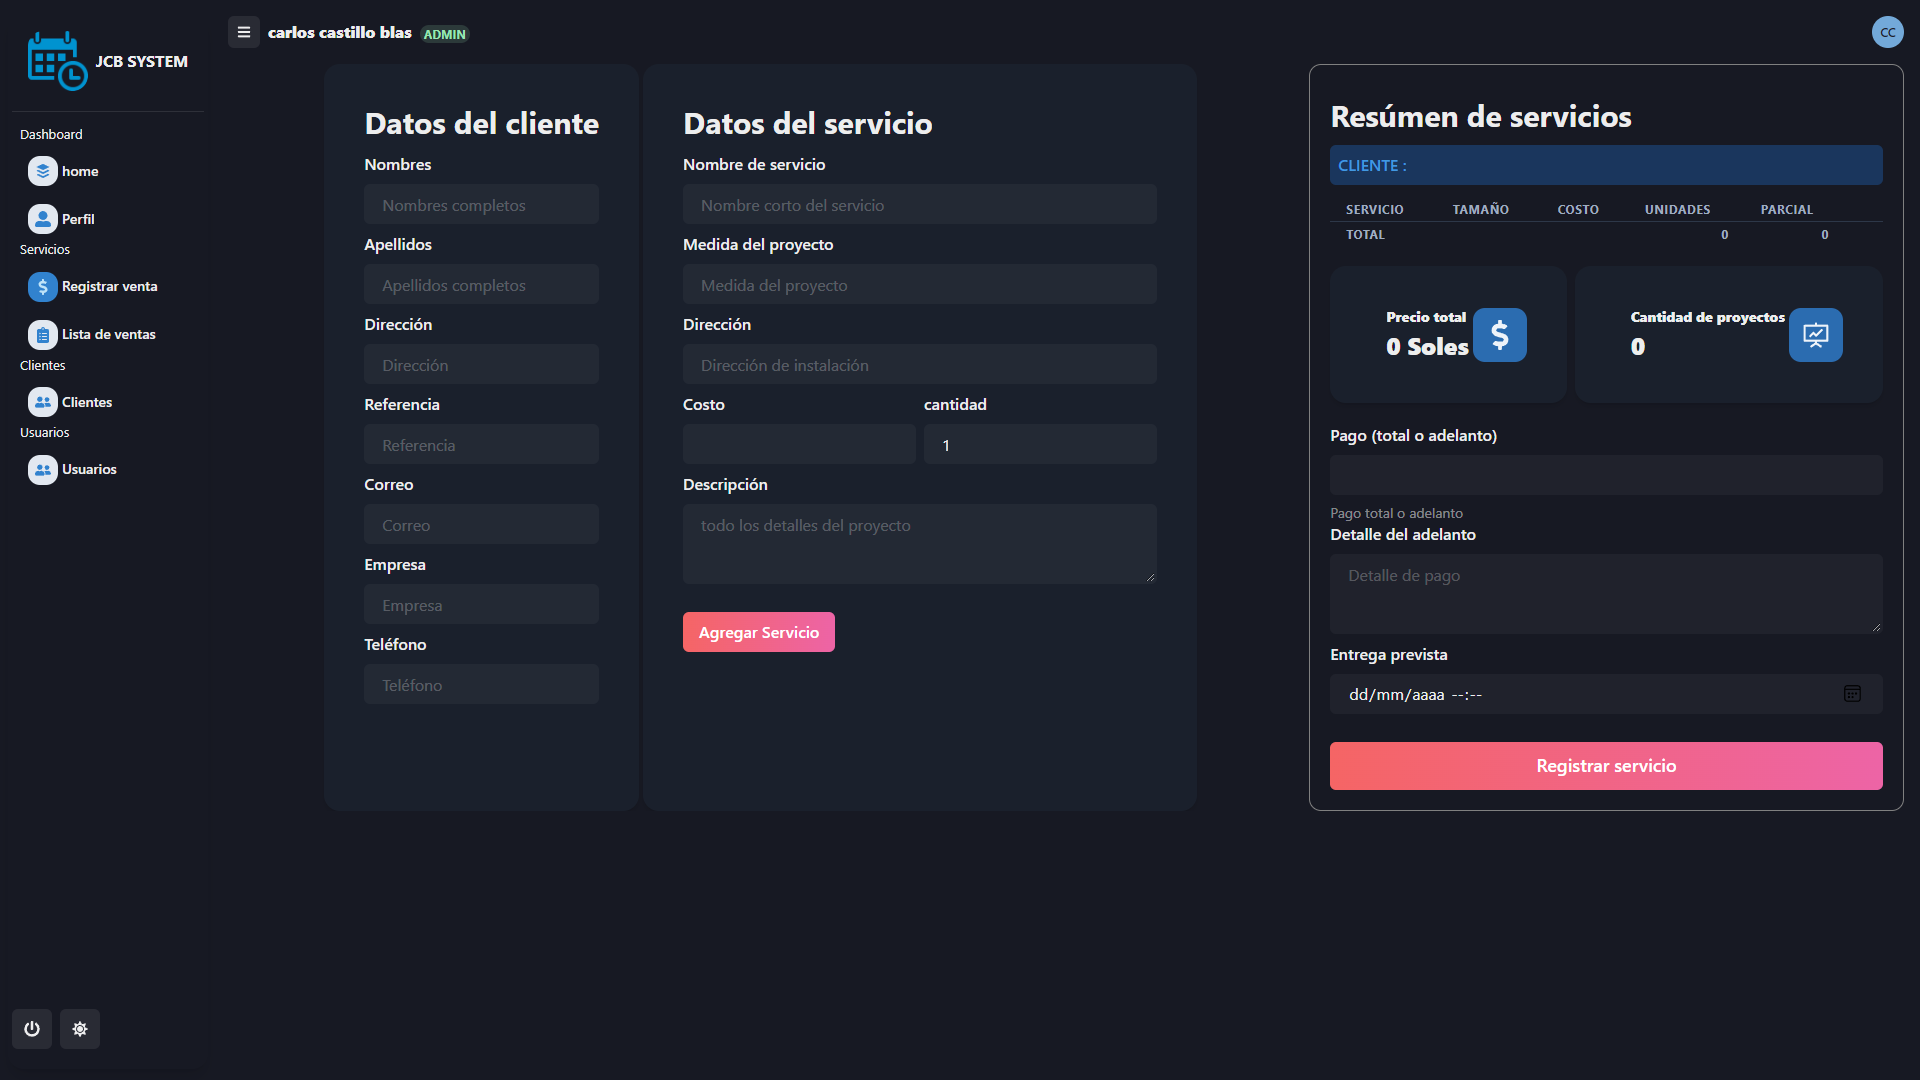 JCB SYSTEM
Dashboard
home
Perfil
Servicios
Registrar venta
Lista de ventas
Clientes
Clientes
Usuarios
Usuarios
carlos castillo blas ADMIN
CC
Datos del cliente
Nombres
Nombres completos
Apellidos
Apellidos completos
Dirección
Dirección
Referencia
Referencia
Correo
Correo
Empresa
Empresa
Teléfono
Teléfono
Datos del servicio
Nombre de servicio
Nombre corto del servicio
Medida del proyecto
Medida del proyecto
Dirección
Dirección de instalación
Costo cantidad
1
Descripción
todo los detalles del proyecto
Agregar Servicio
Resúmen de servicios
CLIENTE :
SERVICIO TAMAÑO COSTO UNIDADES PARCIAL
TOTAL 0 0
Precio total
0 Soles
Cantidad de proyectos
0
Pago (total o adelanto)
Pago total o adelanto
Detalle del adelanto
Detalle de pago
Entrega prevista
dd/mm/aaaa --:--
Registrar servicio